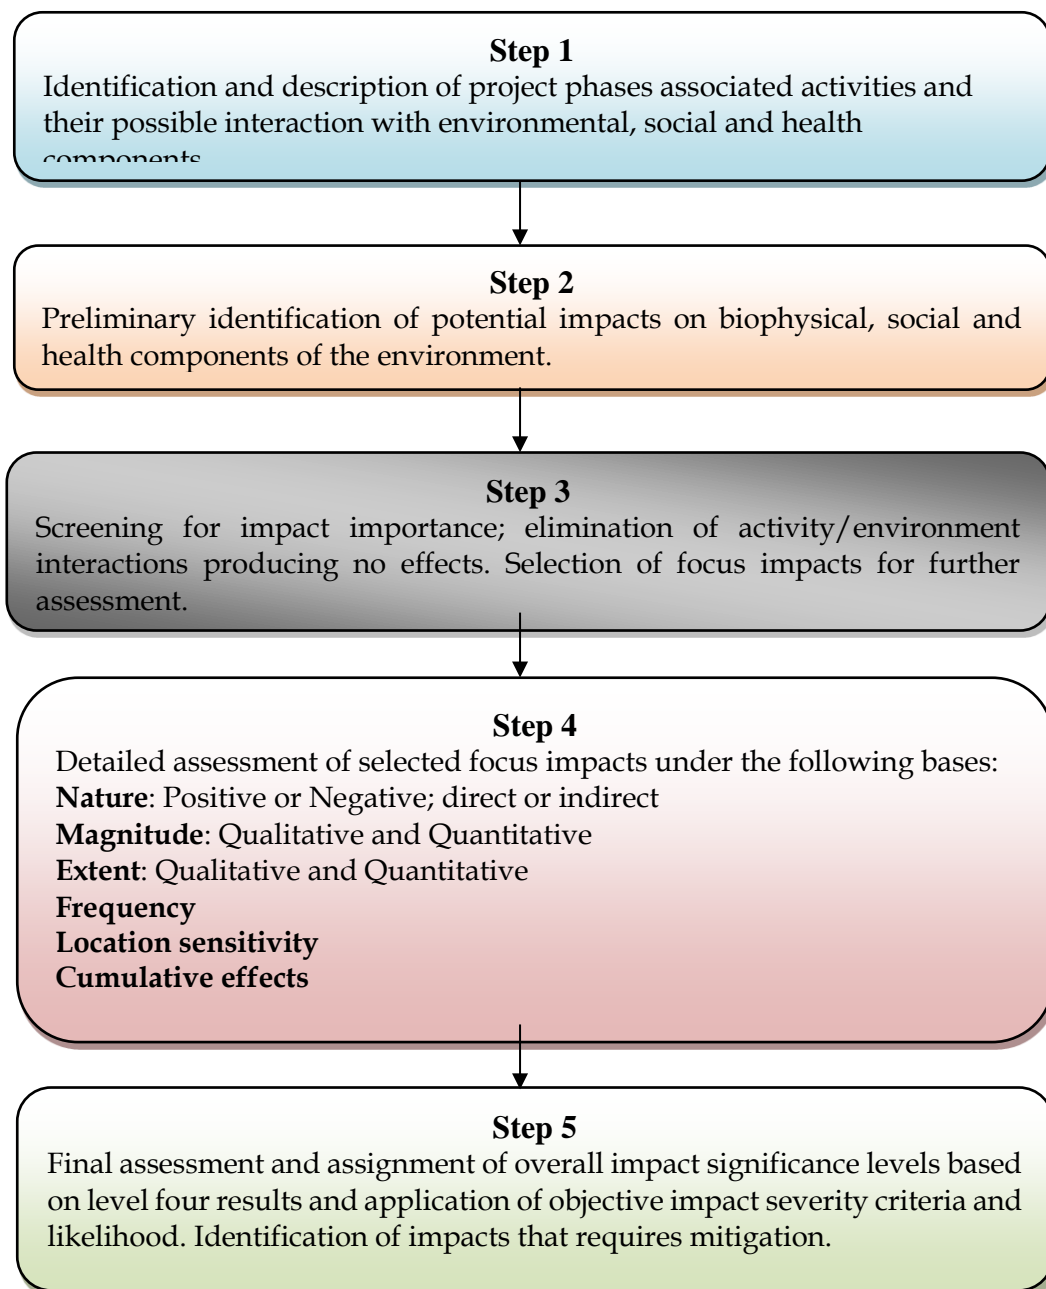 Step 1
Identification and description of project phases associated activities and
their possible interaction with environmental, social and health
components
Step 2
Preliminary identification of potential impacts on biophysical, social and
health components of the environment.
Step 3
Screening for impact importance; elimination of activity/environment
interactions producing no effects. Selection of focus impacts for further
assessment.
Step 4
Detailed assessment of selected focus impacts under the following bases:
Nature: Positive or Negative; direct or indirect
Magnitude: Qualitative and Quantitative
Extent: Qualitative and Quantitative
Frequency
Location sensitivity
Cumulative effects
Step 5
Final assessment and assignment of overall impact significance levels based
on level four results and application of objective impact severity criteria and
likelihood. Identification of impacts that requires mitigation.